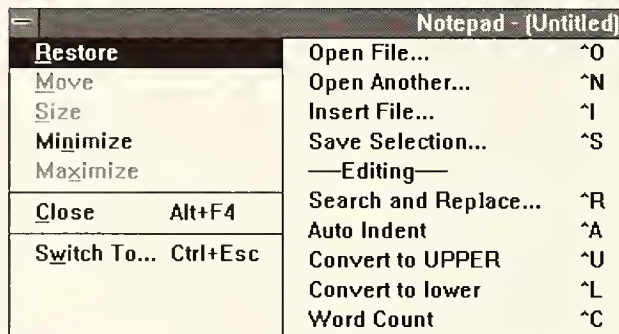 Notepad - (Untitled)
Restore
Move
Size
Minimize
Maximize
Close Alt+F4
Switch To... Ctrl+Esc
Open File... ^O
Open Another... ^N
Insert File... ^I
Save Selection... ^S
—Editing—
Search and Replace... ^R
Auto Indent ^A
Convert to UPPER ^U
Convert to lower ^L
Word Count ^C